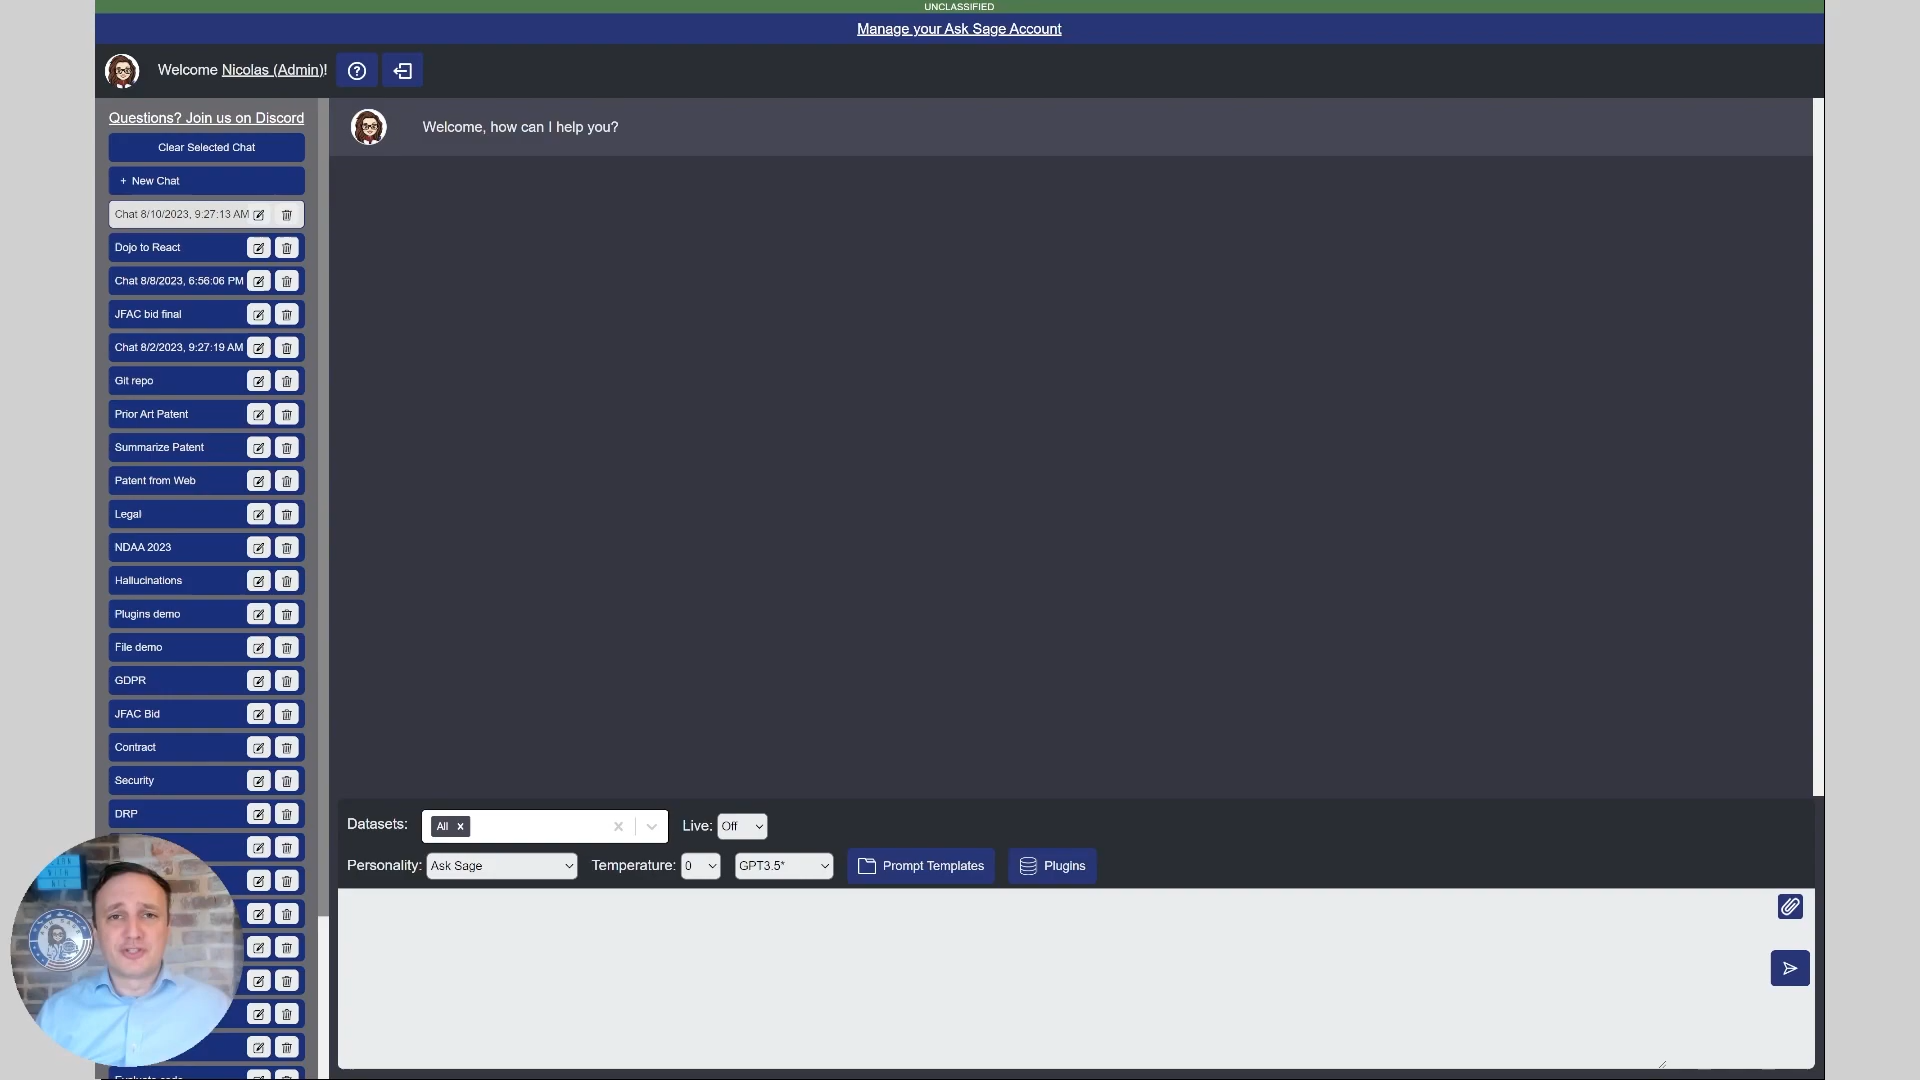 UNCLASSIFIED
Manage your Ask Sage Account
Welcome Nicolas (Admin)!
Questions? Join us on Discord
Clear Selected Chat
+ New Chat
Chat 8/10/2023, 9:27:13 AM
Dojo to React
Chat 8/8/2023, 6:56:06 PM
JFAC bid final
Chat 8/2/2023, 9:27:19 AM
Git repo
Prior Art Patent
Summarize Patent
Patent from Web
Legal
NDAA 2023
Hallucinations
Plugins demo
File demo
GDPR
JFAC Bid
Contract
Security
DRP
Welcome, how can I help you?
Datasets: All Live: Off
Personality: Ask Sage Temperature: 0 GPT3.5* Prompt Templates Plugins